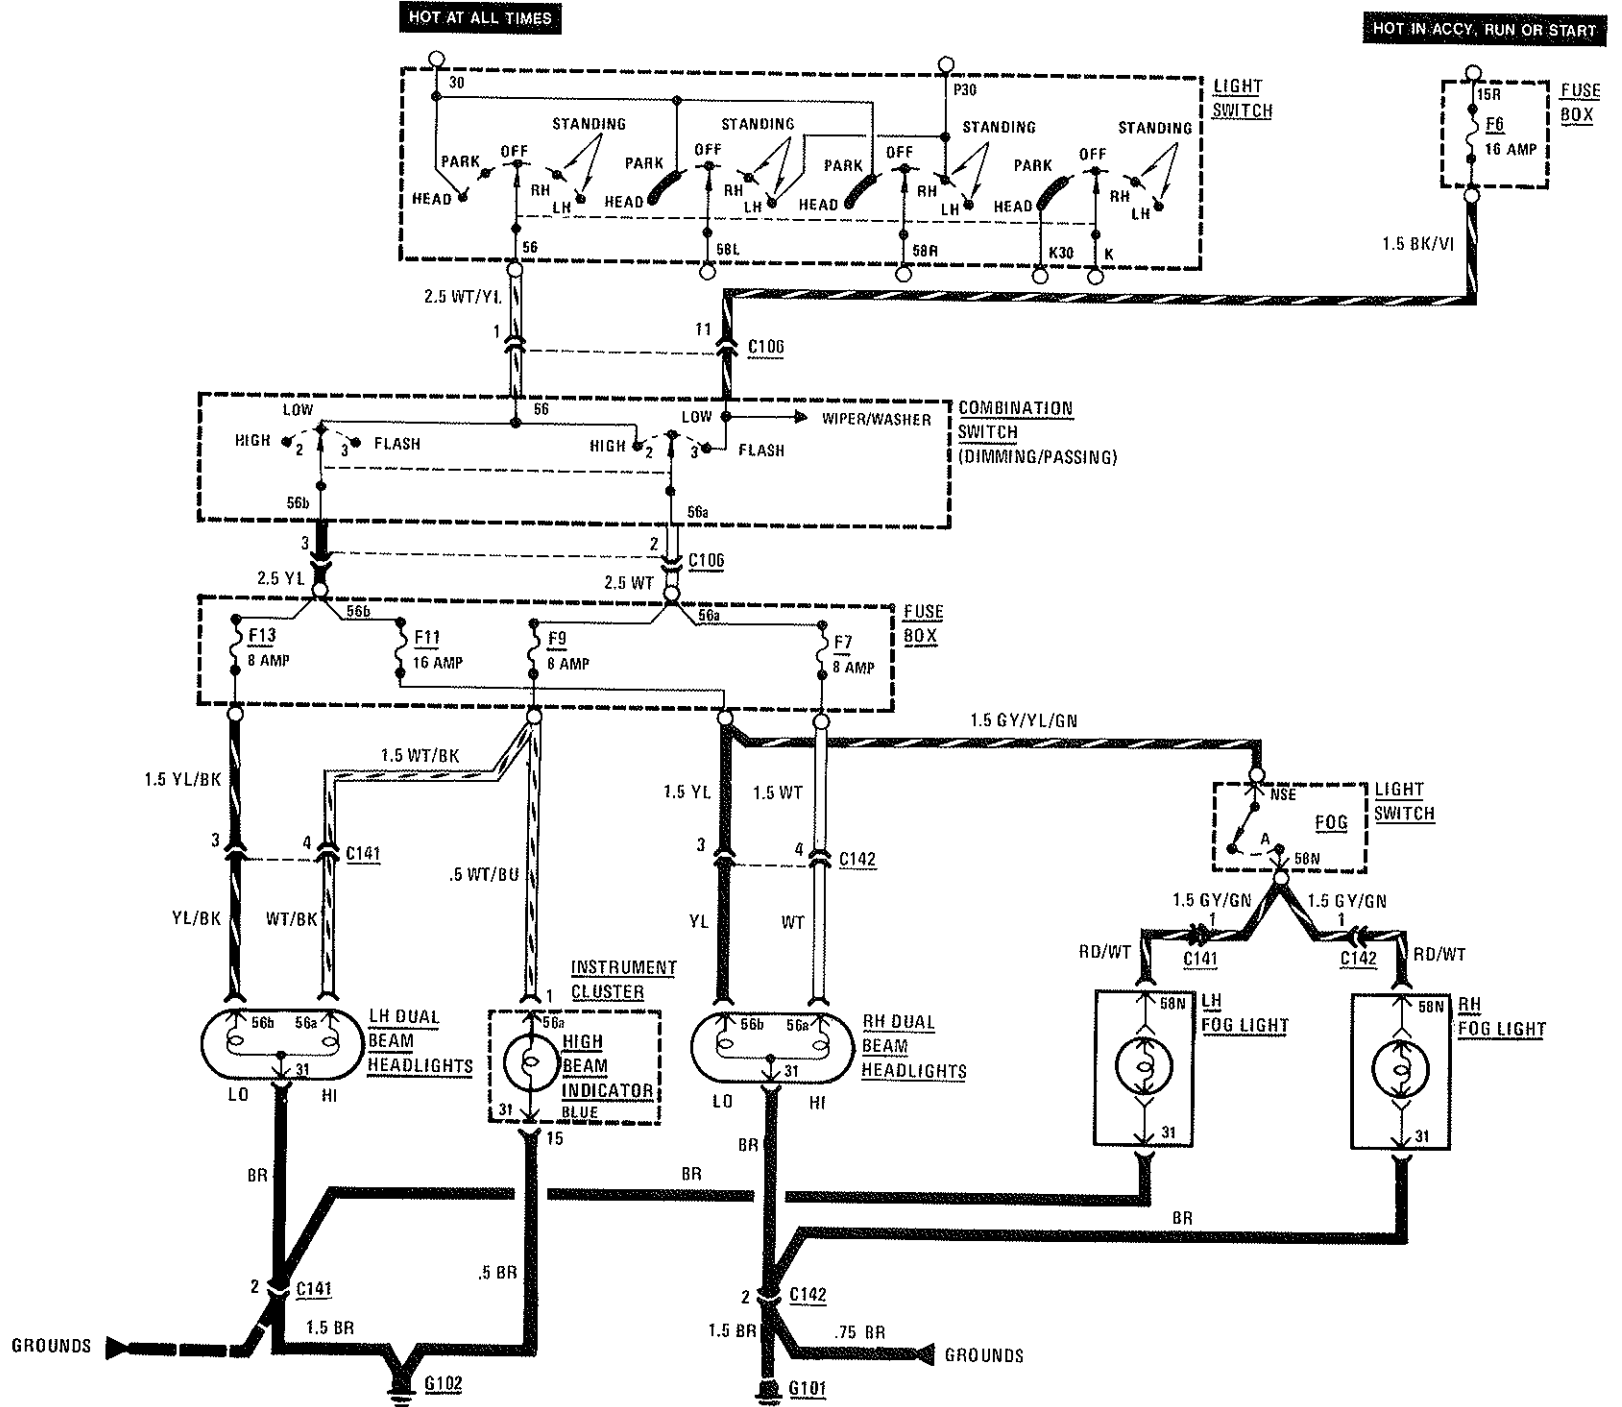 HOT AT ALL TIMES
HOT IN ACCY, RUN OR START
30
P30
LIGHT
SWITCH
15R
F6
16 AMP
FUSE
BOX
STANDING
STANDING
STANDING
STANDING
PARK
OFF
HEAD
RH
LH
PARK
OFF
HEAD
RH
LH
PARK
OFF
HEAD
RH
LH
PARK
OFF
HEAD
RH
LH
56
58L
58R
K30
K
1.5 BK/VI
2.5 WT/YL
1
11
C106
56
LOW
HIGH
2
3
FLASH
LOW
HIGH
2
3
FLASH
WIPER/WASHER
COMBINATION
SWITCH
(DIMMING/PASSING)
56b
56a
3
2
C106
2.5 YL
2.5 WT
56b
56a
FUSE
BOX
F13
8 AMP
F11
16 AMP
F9
8 AMP
F7
8 AMP
1.5 GY/YL/GN
1.5 WT/BK
1.5 YL/BK
1.5 YL
1.5 WT
NSE
FOG
A
58N
LIGHT
SWITCH
3
4
C141
3
4
C142
.5 WT/BU
1.5 GY/GN
1.5 GY/GN
1
1
YL/BK
WT/BK
YL
WT
RD/WT
C141
C142
RD/WT
INSTRUMENT
CLUSTER
1
56b
56a
LH DUAL
BEAM
HEADLIGHTS
31
LO
HI
56a
HIGH
BEAM
INDICATOR
BLUE
31
15
56b
56a
RH DUAL
BEAM
HEADLIGHTS
31
LO
HI
58N
LH
FOG LIGHT
31
58N
RH
FOG LIGHT
31
BR
BR
BR
BR
.5 BR
2
C141
2
C142
GROUNDS
1.5 BR
G102
1.5 BR
.75 BR
GROUNDS
G101